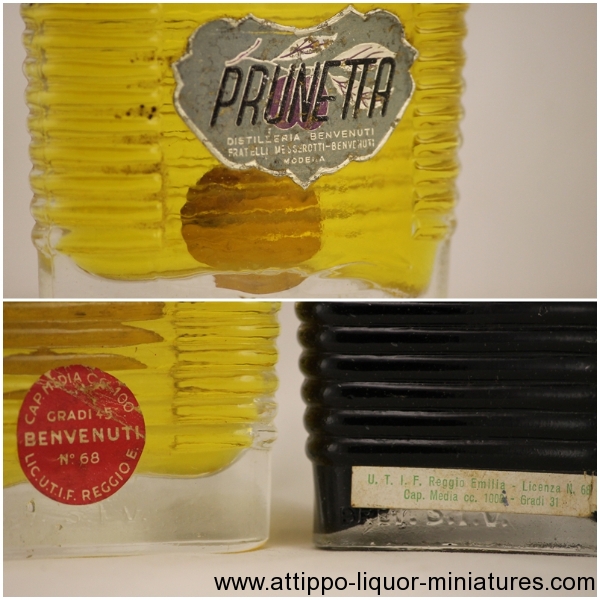 PRUNETTA
DISTILLERIA BENVENUTI
FRATELLI MESSEROTTI-BENVENUTI
MODENA
CAP. MEDIA CC. 100
GRADI 45
BENVENUTI
Nº 68
LIC. U.T.I.F. REGGIO E.
U. T. I. F. Reggio Emilia - Licenza N. 68
Cap. Media cc. 100 - Gradi 31
S.I.V.
www.attippo-liquor-miniatures.com